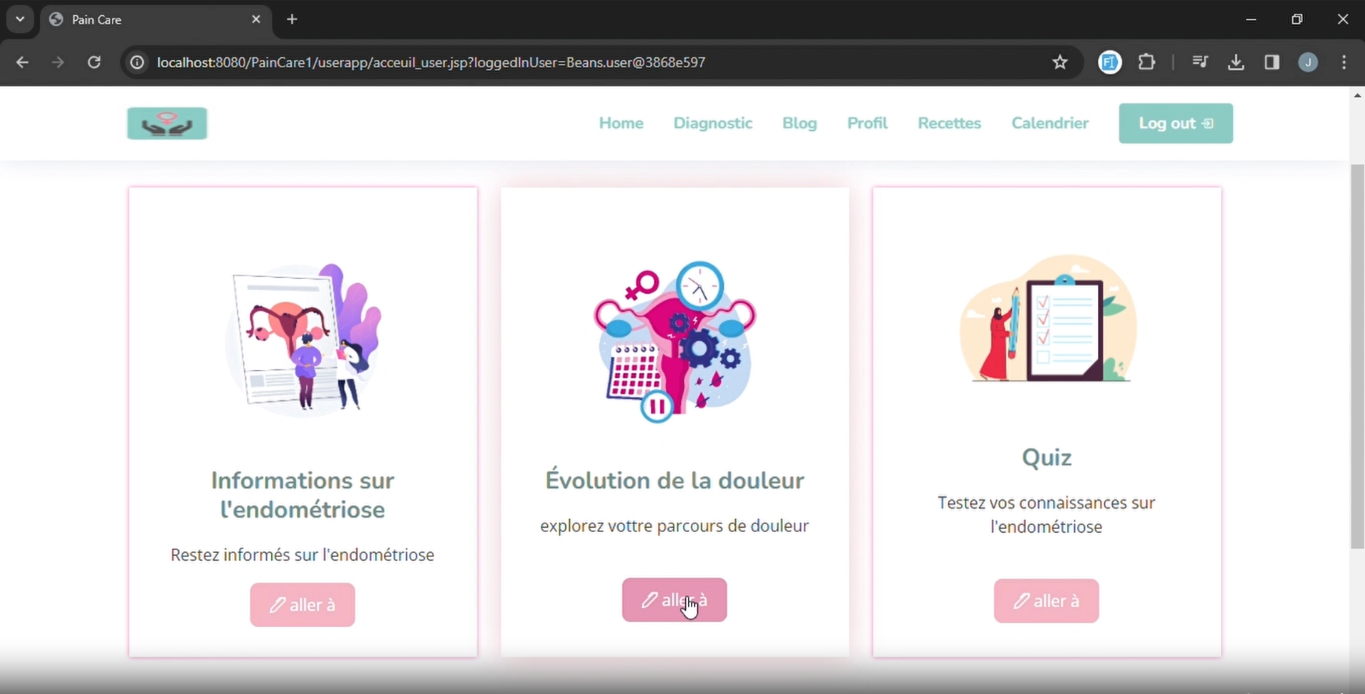 Pain Care
localhost:8080/PainCare1/userapp/acceuil_user.jsp?loggedInUser=Beans.user@3868e597
FI
J
Home Diagnostic Blog Profil Recettes Calendrier Log out
Informations sur
l'endométriose
Restez informés sur l'endométriose
aller à
Évolution de la douleur
explorez vottre parcours de douleur
aller à
Quiz
Testez vos connaissances sur
l'endométriose
aller à